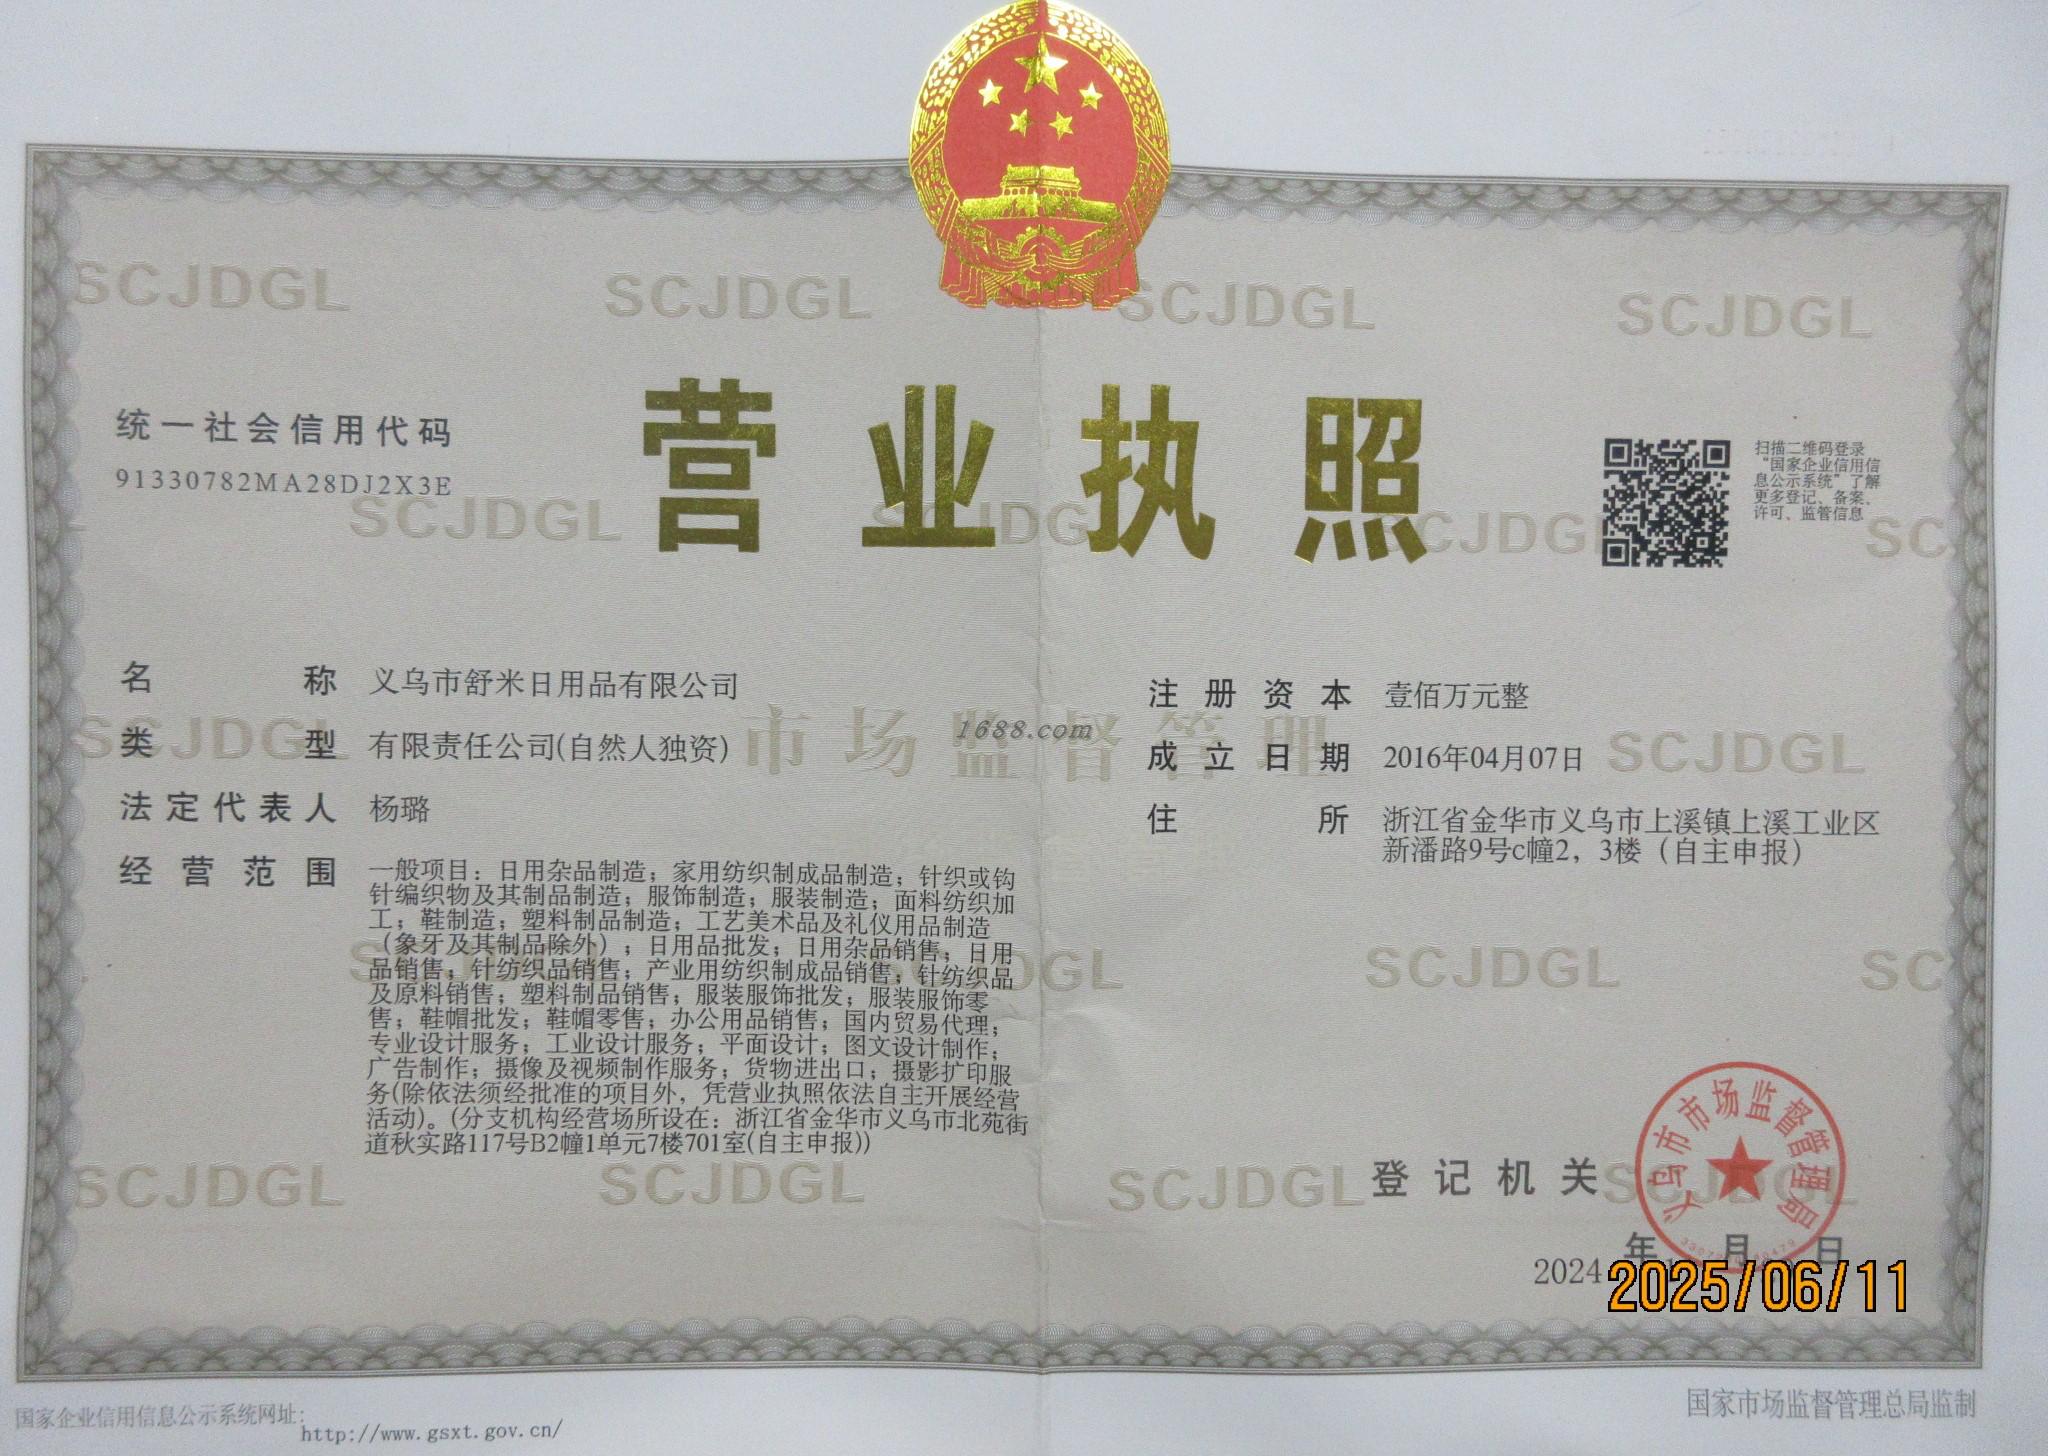 SCJDGL SCJDGL SCJDGL SCJDGL
营业执照
统一社会信用代码
91330782MA28DJ2X3E
扫描二维码登录
“国家企业信用信
息公示系统”了解
更多登记、备案、
许可、监管信息
SCJDGL SCJDGL SCJDGL SC
名称 义乌市舒米日用品有限公司
类型 有限责任公司(自然人独资)
法定代表人 杨璐
经营范围 一般项目：日用杂品制造；家用纺织制成品制造；针织或钩
针编织物及其制品制造；服饰制造；服装制造；面料纺织加
工；鞋制造；塑料制品制造；工艺美术品及礼仪用品制造
（象牙及其制品除外）；日用品批发；日用杂品销售；日用
品销售；针纺织品销售；产业用纺织制成品销售；针纺织品
及原料销售；塑料制品销售；服装服饰批发；服装服饰零
售；鞋帽批发；鞋帽零售；办公用品销售；国内贸易代理；
专业设计服务；工业设计服务；平面设计；图文设计制作；
广告制作；摄像及视频制作服务；货物进出口；摄影扩印服
务(除依法须经批准的项目外，凭营业执照依法自主开展经营
活动)。(分支机构经营场所设在：浙江省金华市义乌市北苑街
道秋实路117号B2幢1单元7楼701室(自主申报))
注册资本 壹佰万元整
成立日期 2016年04月07日
住所 浙江省金华市义乌市上溪镇上溪工业区
新潘路9号c幢2，3楼（自主申报）
SCJDGL 市场监督管理 SCJDGL
1688.com
SCJDGL SCJDGL SCJDGL SC
SCJDGL SCJDGL SCJDGL SCJDGL
登记机关
义乌市市场监督管理局
年 月 日
2024
2025/06/11
国家企业信用信息公示系统网址：
http://www.gsxt.gov.cn/
国家市场监督管理总局监制